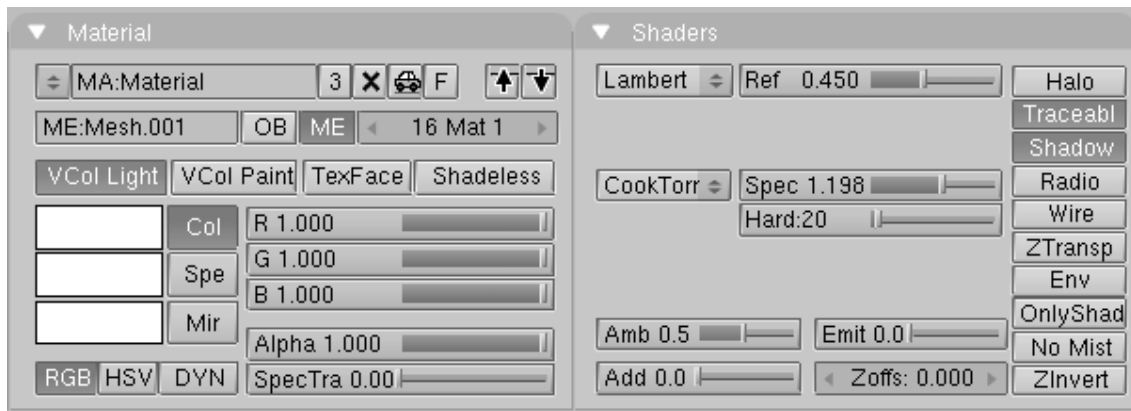 Material
MA:Material 3 F
ME:Mesh.001 OB ME 16 Mat 1
VCol Light VCol Paint TexFace Shadeless
Col R 1.000
G 1.000
Spe
B 1.000
Mir
Alpha 1.000
RGB HSV DYN SpecTra 0.00
Shaders
Lambert Ref 0.450 Halo
Traceabl
Shadow
CookTorr Spec 1.198 Radio
Hard:20 Wire
ZTransp
Env
OnlyShad
Amb 0.5 Emit 0.0 No Mist
Add 0.0 Zoffs: 0.000 ZInvert